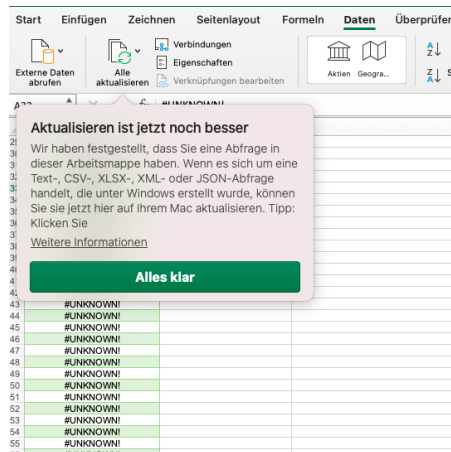 Start Einfügen Zeichnen Seitenlayout Formeln Daten Überprüfen
Verbindungen
Eigenschaften
Verknüpfungen bearbeiten
Externe Daten abrufen
Alle aktualisieren
Aktien Geogra...
A
Z
Z
A
fx #UNKNOWN!
Aktualisieren ist jetzt noch besser
Wir haben festgestellt, dass Sie eine Abfrage in
dieser Arbeitsmappe haben. Wenn es sich um eine
Text-, CSV-, XLSX-, XML- oder JSON-Abfrage
handelt, die unter Windows erstellt wurde, können
Sie sie jetzt hier auf Ihrem Mac aktualisieren. Tipp:
Klicken Sie
Weitere Informationen
Alles klar
43 #UNKNOWN!
44 #UNKNOWN!
45 #UNKNOWN!
46 #UNKNOWN!
47 #UNKNOWN!
48 #UNKNOWN!
49 #UNKNOWN!
50 #UNKNOWN!
51 #UNKNOWN!
52 #UNKNOWN!
53 #UNKNOWN!
54 #UNKNOWN!
55 #UNKNOWN!